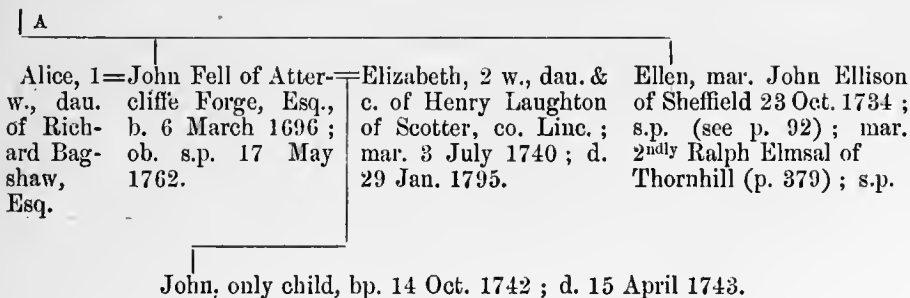 A
Alice, 1
w., dau.
of Rich-
ard Bag-
shaw,
Esq.
=John Fell of Atter-
cliffe Forge, Esq.,
b. 6 March 1696 ;
ob. s.p. 17 May
1762.
=Elizabeth, 2 w., dau. &
c. of Henry Laughton
of Scotter, co. Linc. ;
mar. 3 July 1740 ; d.
29 Jan. 1795.
Ellen, mar. John Ellison
of Sheffield 23 Oct. 1734 ;
s.p. (see p. 92) ; mar.
2ndly Ralph Elmsal of
Thornhill (p. 379) ; s.p.
John, only child, bp. 14 Oct. 1742 ; d. 15 April 1743.